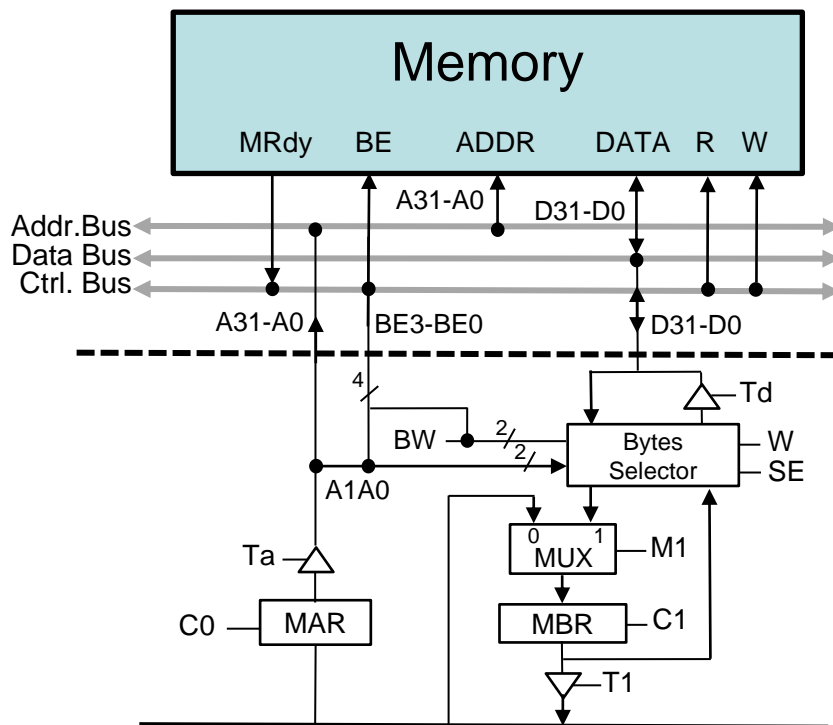 Memory
MRdy BE ADDR DATA R W
A31-A0 D31-D0
Addr.Bus
Data Bus
Ctrl. Bus
A31-A0 BE3-BE0 D31-D0
4 Td
BW 2 Bytes W
2 Selector SE
A1A0
0 1
Ta MUX M1
C0 MAR MBR C1
T1